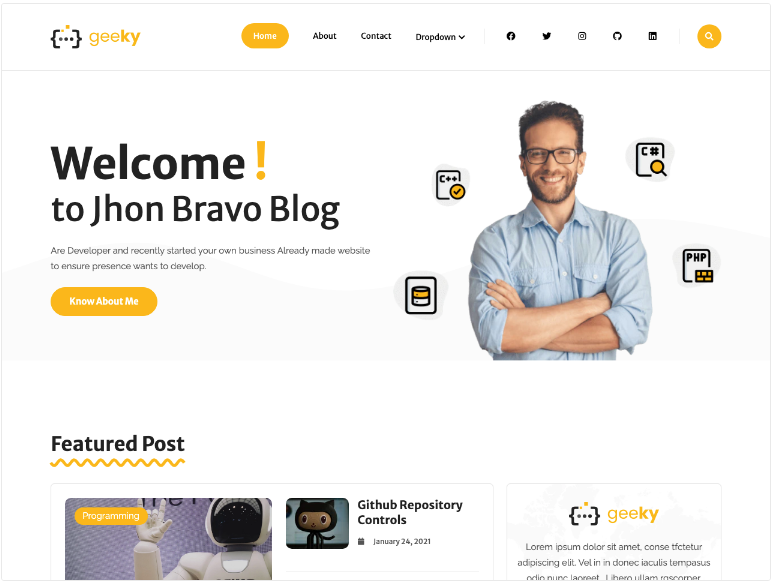 geeky
Home
About
Contact
Dropdown
Welcome !
to Jhon Bravo Blog
C++
C#
PHP
Are Developer and recently started your own business Already made website
to ensure presence wants to develop.
Know About Me
Featured Post
Programming
Github Repository
Controls
January 24, 2021
geeky
Lorem ipsum dolor sit amet, conse tfctetur
adipiscing elit. Vel in in donec iaculis tempasus
odio nunc laoreet . Libero ullam rosscorper